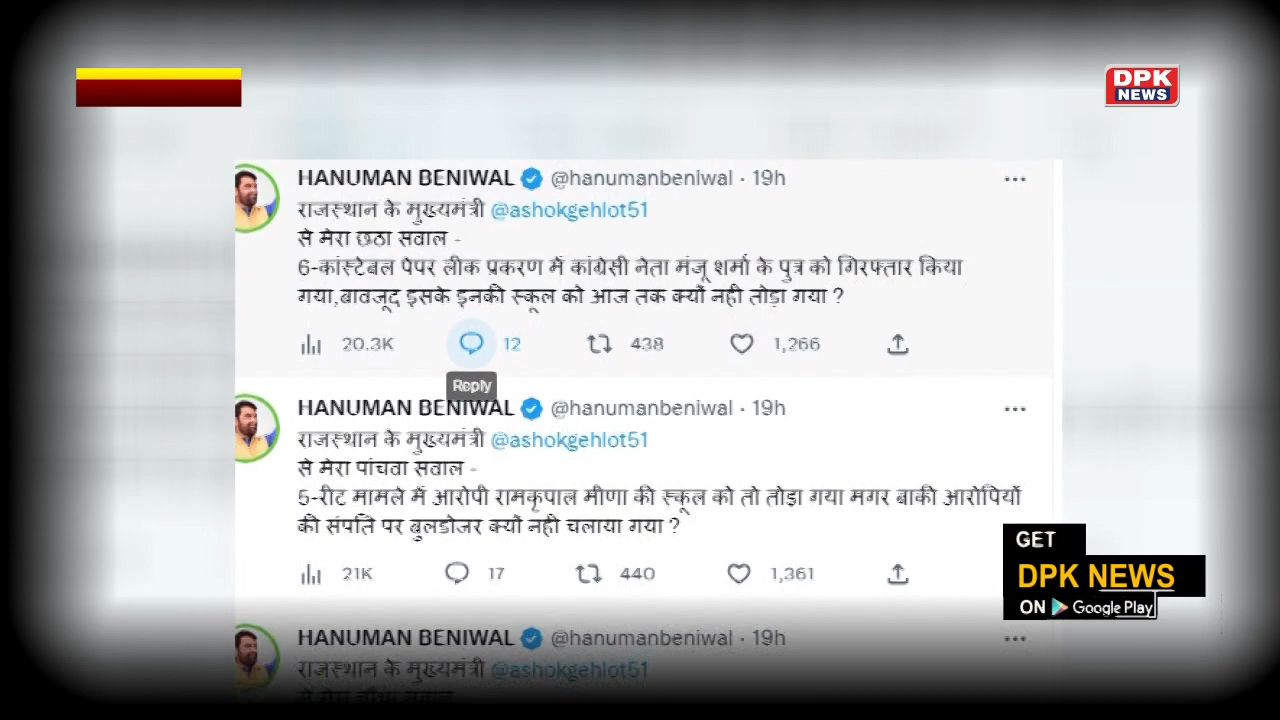 DPK
NEWS
HANUMAN BENIWAL @hanumanbeniwal · 19h
राजस्थान के मुख्यमंत्री @ashokgehlot51
से मेरा छठा सवाल -
6-कांस्टेबल पेपर लीक प्रकरण में कांग्रेसी नेता मंजू शर्मा के पुत्र को गिरफ्तार किया
गया,बावजूद इसके इनकी स्कूल को आज तक क्यों नही तोड़ा गया ?
20.3K 12 438 1,266
Reply
HANUMAN BENIWAL @hanumanbeniwal · 19h
राजस्थान के मुख्यमंत्री @ashokgehlot51
से मेरा पांचवा सवाल -
5-रीट मामले में आरोपी रामकृपाल मीणा की स्कूल को तो तोड़ा गया मगर बाकी आरोपियों
की संपति पर बुलडोजर क्यों नही चलाया गया ?
21K 17 440 1,361
GET
DPK NEWS
ON Google Play
HANUMAN BENIWAL @hanumanbeniwal · 19h
राजस्थान के मुख्यमंत्री @ashokgehlot51
से मेरा चौथा सवाल